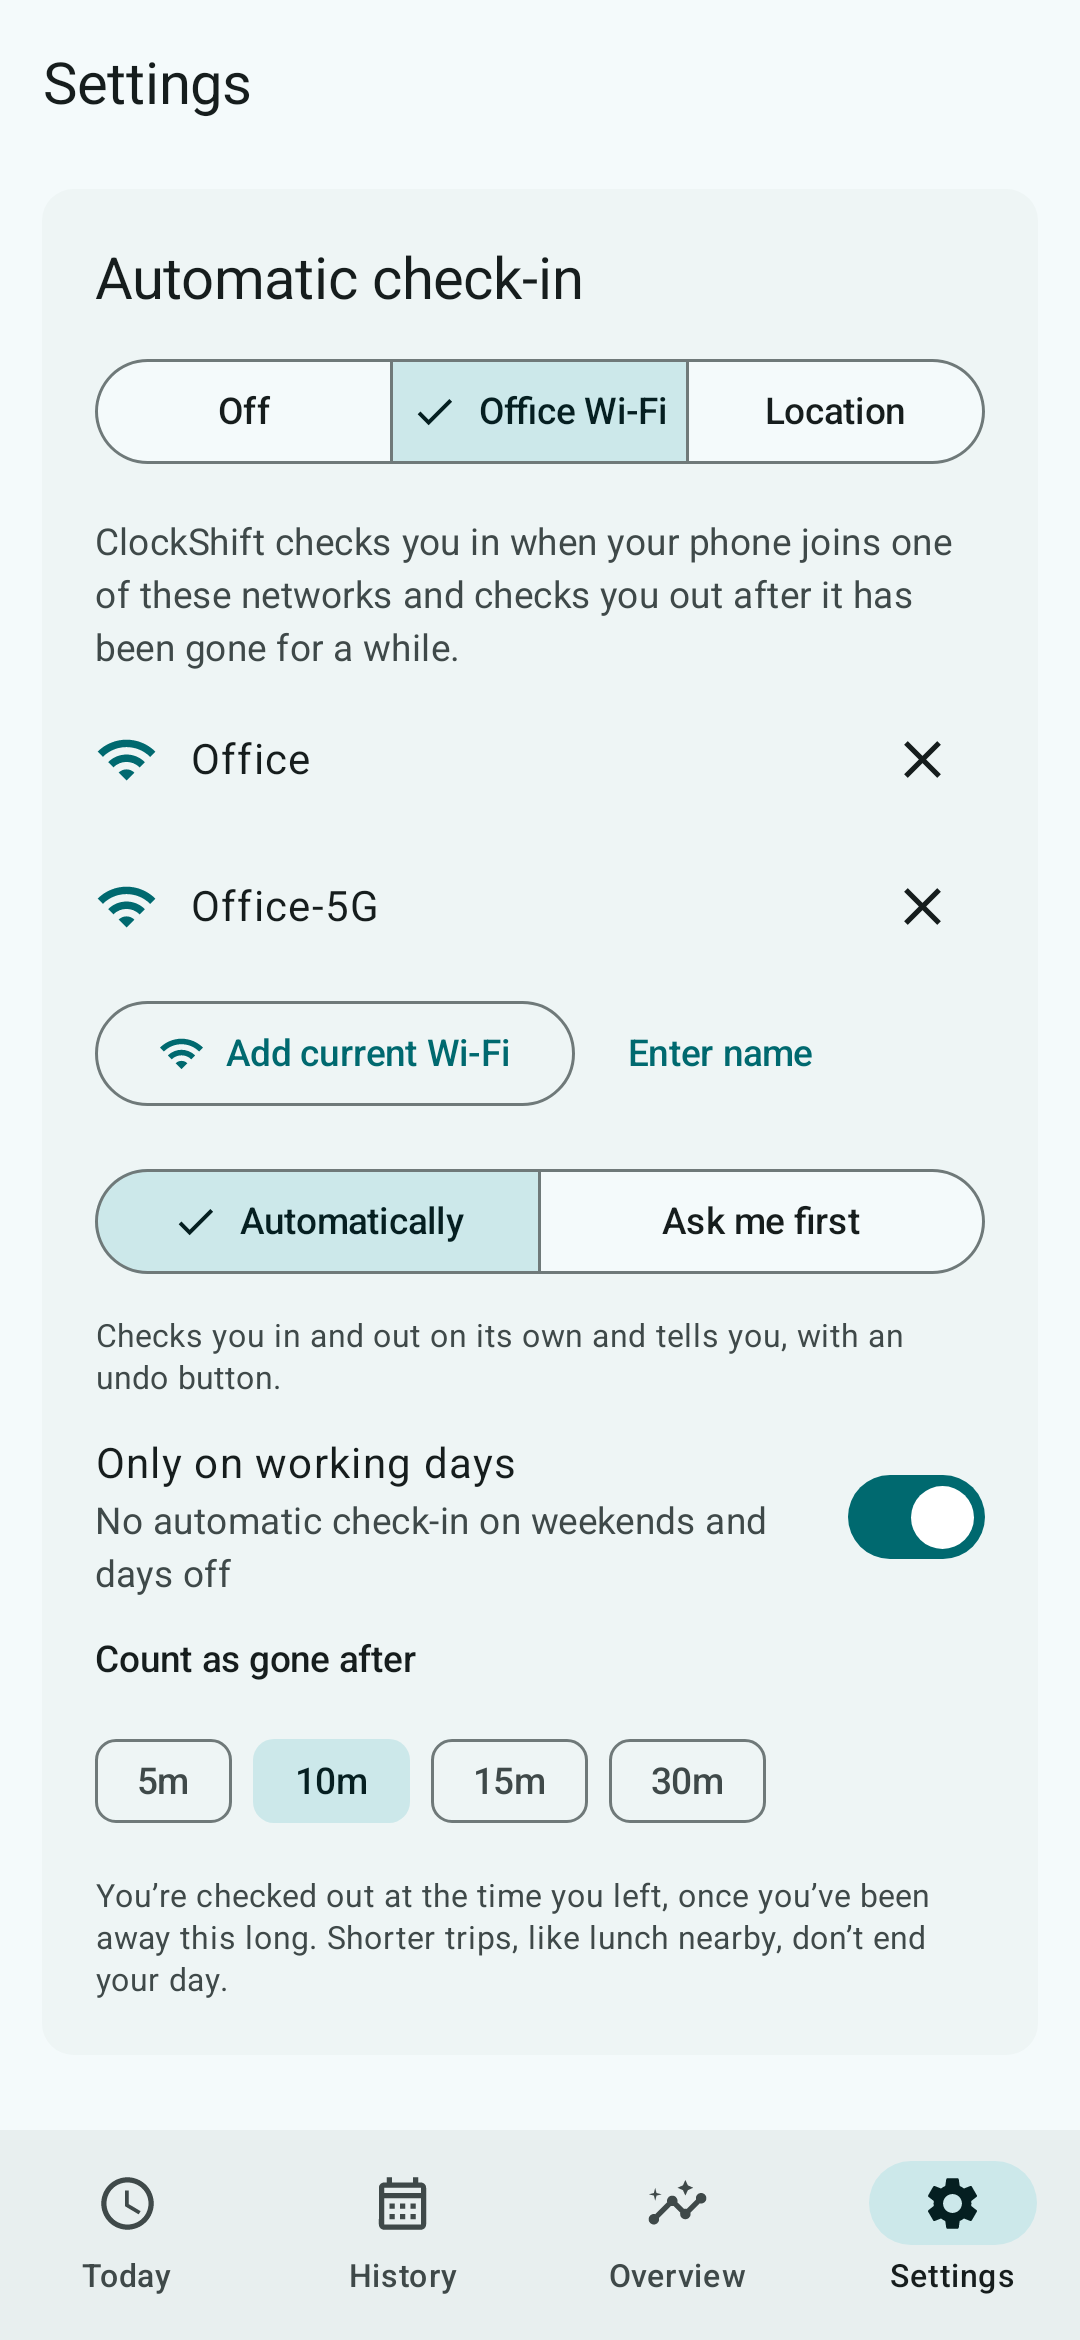 Settings
Automatic check-in
Off
Office Wi-Fi
Location
ClockShift checks you in when your phone joins one
of these networks and checks you out after it has
been gone for a while.
Office
Office-5G
Add current Wi-Fi
Enter name
Automatically
Ask me first
Checks you in and out on its own and tells you, with an
undo button.
Only on working days
No automatic check-in on weekends and
days off
Count as gone after
5m
10m
15m
30m
You’re checked out at the time you left, once you’ve been
away this long. Shorter trips, like lunch nearby, don’t end
your day.
Today
History
Overview
Settings